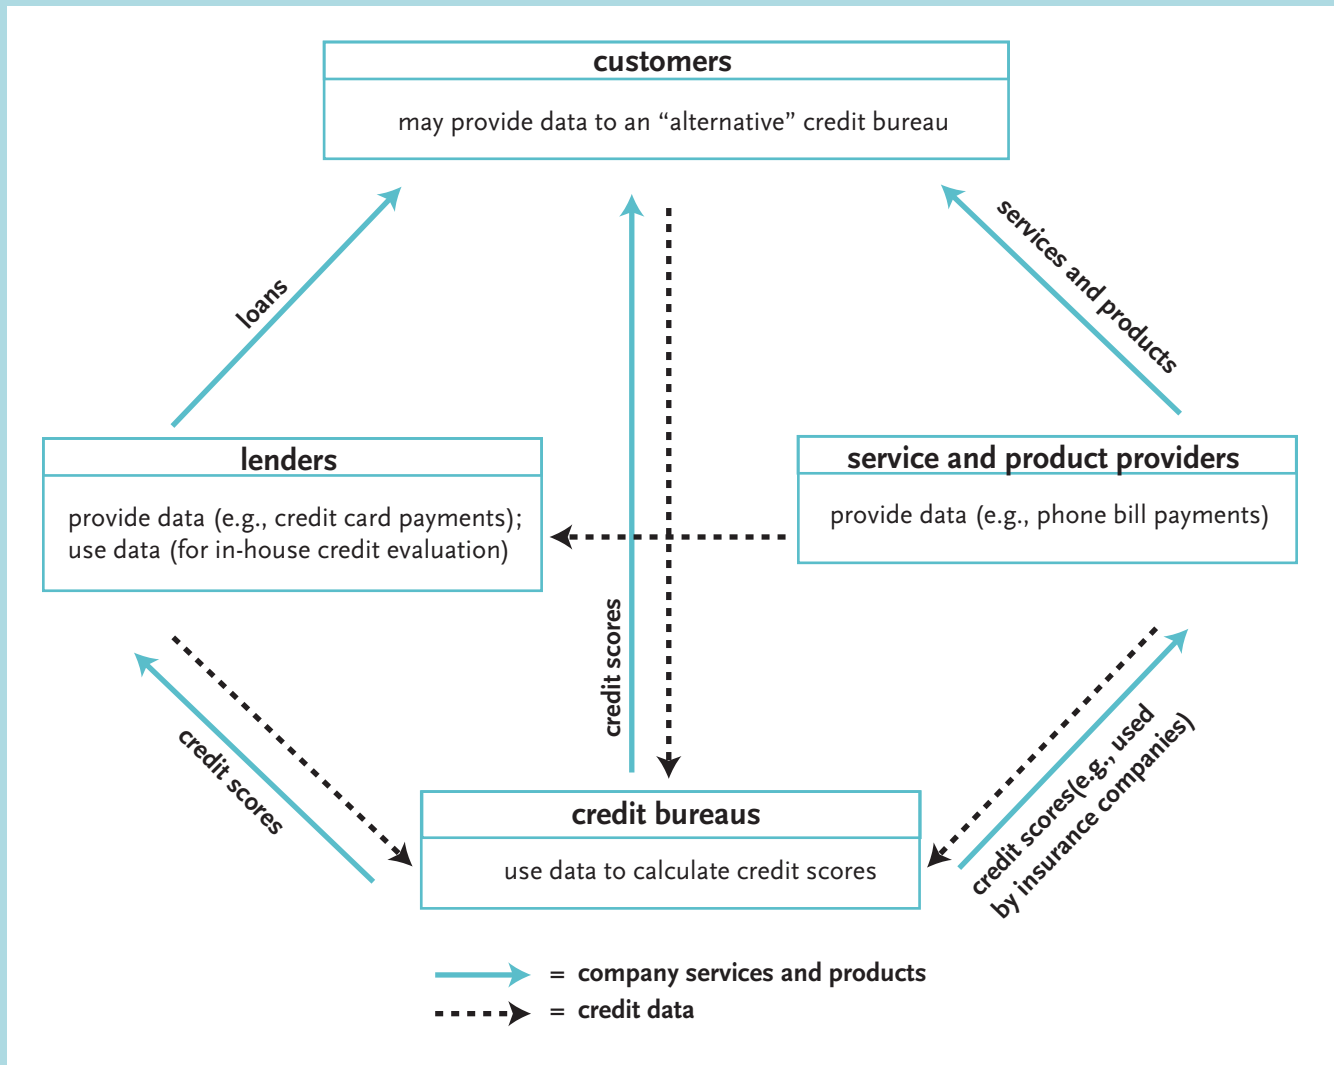 customers
may provide data to an “alternative” credit bureau
loans
services and products
lenders
provide data (e.g., credit card payments);
use data (for in-house credit evaluation)
service and product providers
provide data (e.g., phone bill payments)
credit scores
credit scores
credit scores(e.g., used
by insurance companies)
credit bureaus
use data to calculate credit scores
= company services and products
= credit data